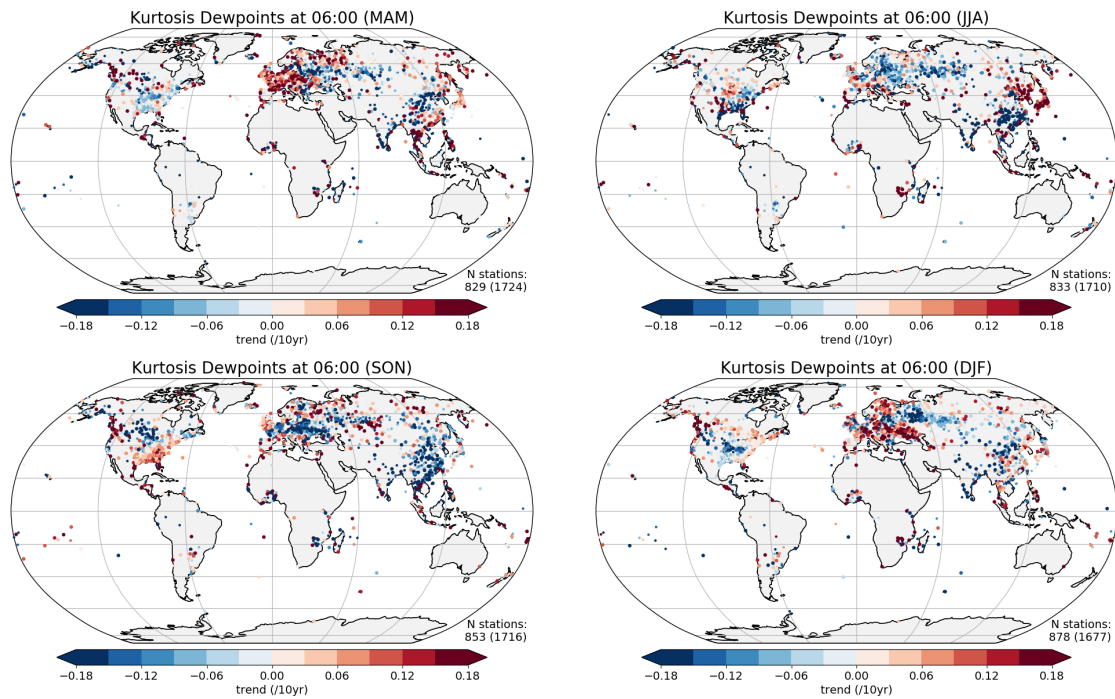 Kurtosis Dewpoints at 06:00 (MAM)
N stations:
829 (1724)
−0.18 −0.12 −0.06 0.00 0.06 0.12 0.18
trend (/10yr)
Kurtosis Dewpoints at 06:00 (JJA)
N stations:
833 (1710)
−0.18 −0.12 −0.06 0.00 0.06 0.12 0.18
trend (/10yr)
Kurtosis Dewpoints at 06:00 (SON)
N stations:
853 (1716)
−0.18 −0.12 −0.06 0.00 0.06 0.12 0.18
trend (/10yr)
Kurtosis Dewpoints at 06:00 (DJF)
N stations:
878 (1677)
−0.18 −0.12 −0.06 0.00 0.06 0.12 0.18
trend (/10yr)